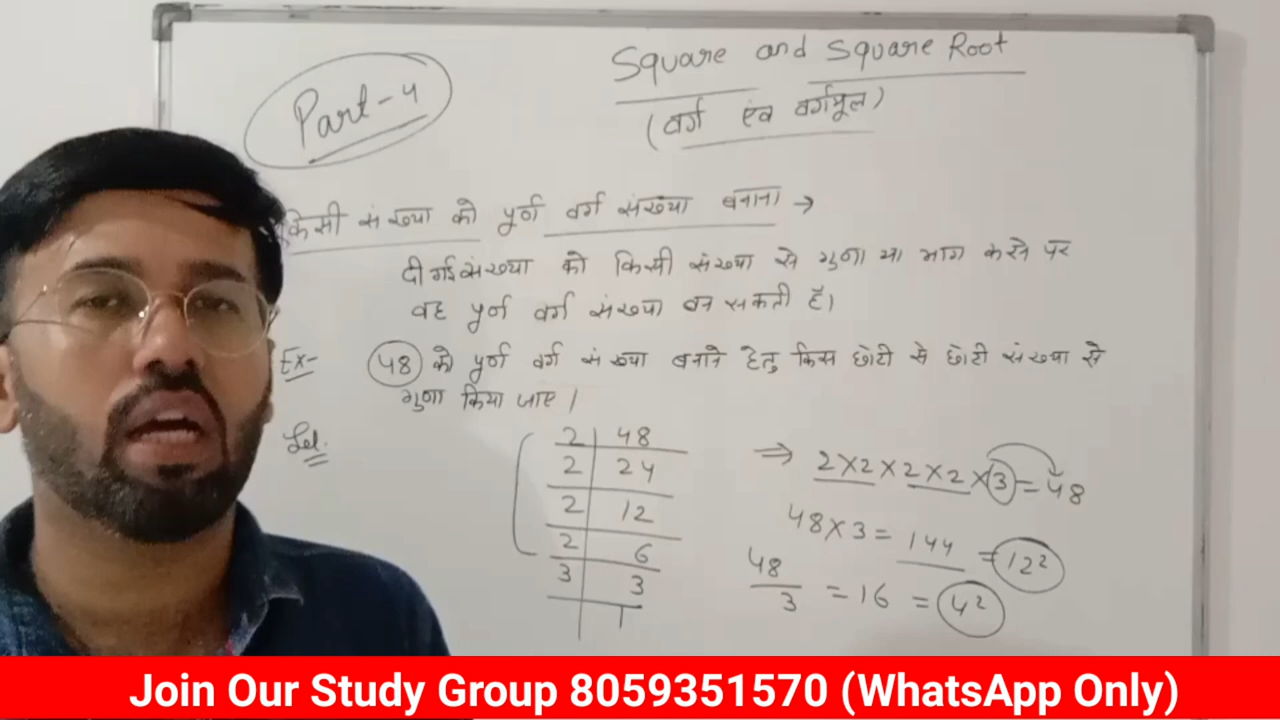 Part-4
Square and Square Root
(वर्ग एंव वर्गमूल)
किसी संख्या को पूर्ण वर्ग संख्या बनाना →
दी गई संख्या को किसी संख्या से गुणा या भाग करने पर
वह पूर्ण वर्ग संख्या बन सकती है।
Ex- 48 को पूर्ण वर्ग संख्या बनाने हेतु किस छोटी से छोटी संख्या से
गुणा किया जाए।
Sol.
2 | 48
2 | 24
2 | 12
2 | 6
3 | 3
| 1
⇒ 2×2×2×2×3=48
48×3= 144 = 12²
48/3 =16 = 4²
Join Our Study Group 8059351570 (WhatsApp Only)